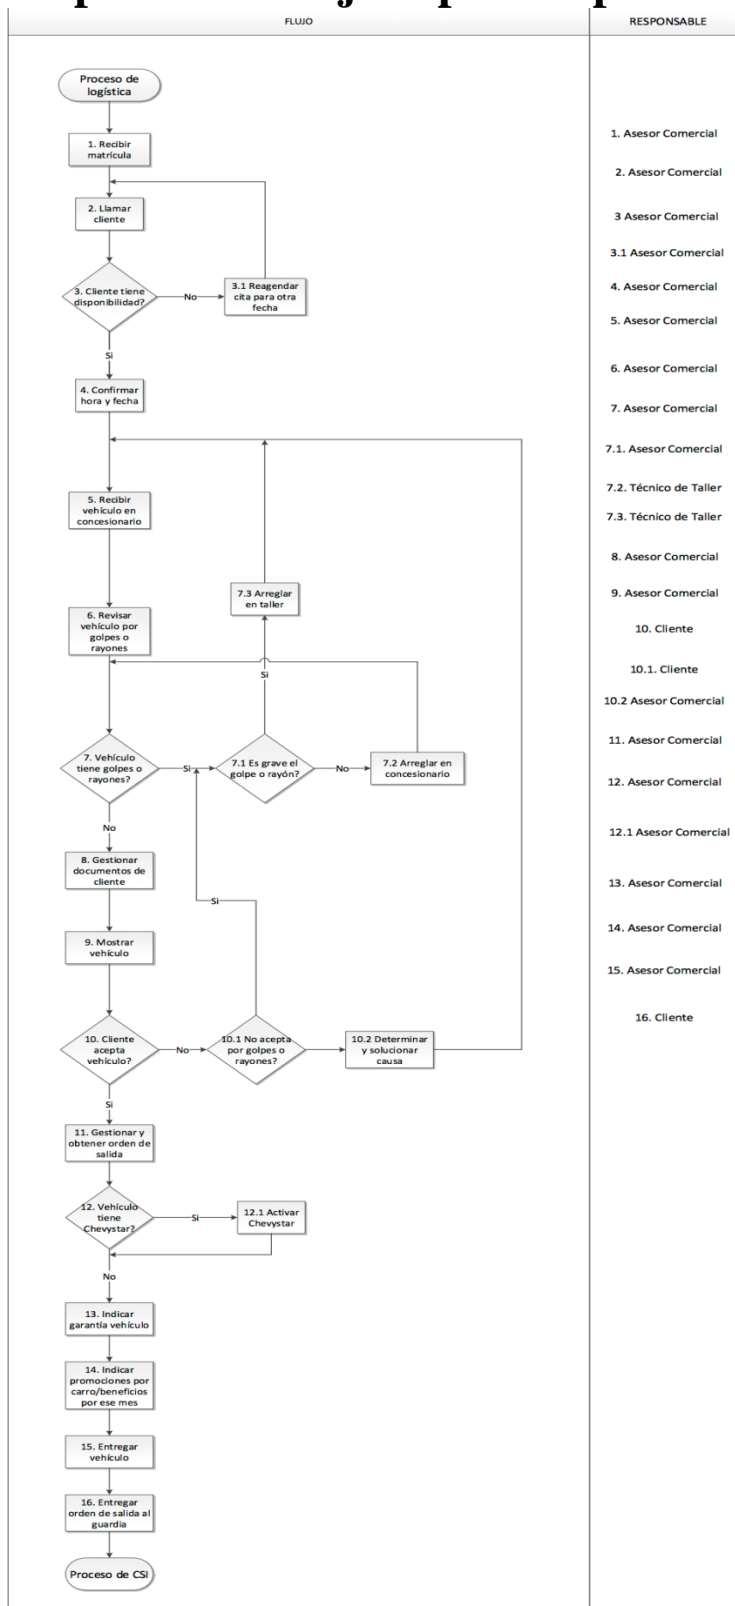 FLUJO
RESPONSABLE
Proceso de
logística
1. Recibir
matrícula
2. Llamar
cliente
3. Cliente tiene
disponibilidad?
No
3.1 Reagendar
cita para otra
fecha
Si
4. Confirmar
hora y fecha
5. Recibir
vehículo en
concesionario
6. Revisar
vehículo por
golpes o
rayones
7.3 Arreglar
en taller
Si
7. Vehículo
tiene golpes o
rayones?
Si
7.1 Es grave el
golpe o rayón?
No
7.2 Arreglar en
concesionario
No
8. Gestionar
documentos de
cliente
Si
9. Mostrar
vehículo
10. Cliente
acepta
vehículo?
No
10.1 No acepta
por golpes o
rayones?
10.2 Determinar
y solucionar
causa
Si
11. Gestionar y
obtener orden de
salida
12. Vehículo
tiene
Chevystar?
Si
12.1 Activar
Chevystar
No
13. Indicar
garantía vehículo
14. Indicar
promociones por
carro/beneficios
por ese mes
15. Entregar
vehículo
16. Entregar
orden de salida al
guardia
Proceso de CSI
1. Asesor Comercial
2. Asesor Comercial
3 Asesor Comercial
3.1 Asesor Comercial
4. Asesor Comercial
5. Asesor Comercial
6. Asesor Comercial
7. Asesor Comercial
7.1. Asesor Comercial
7.2. Técnico de Taller
7.3. Técnico de Taller
8. Asesor Comercial
9. Asesor Comercial
10. Cliente
10.1. Cliente
10.2 Asesor Comercial
11. Asesor Comercial
12. Asesor Comercial
12.1 Asesor Comercial
13. Asesor Comercial
14. Asesor Comercial
15. Asesor Comercial
16. Cliente